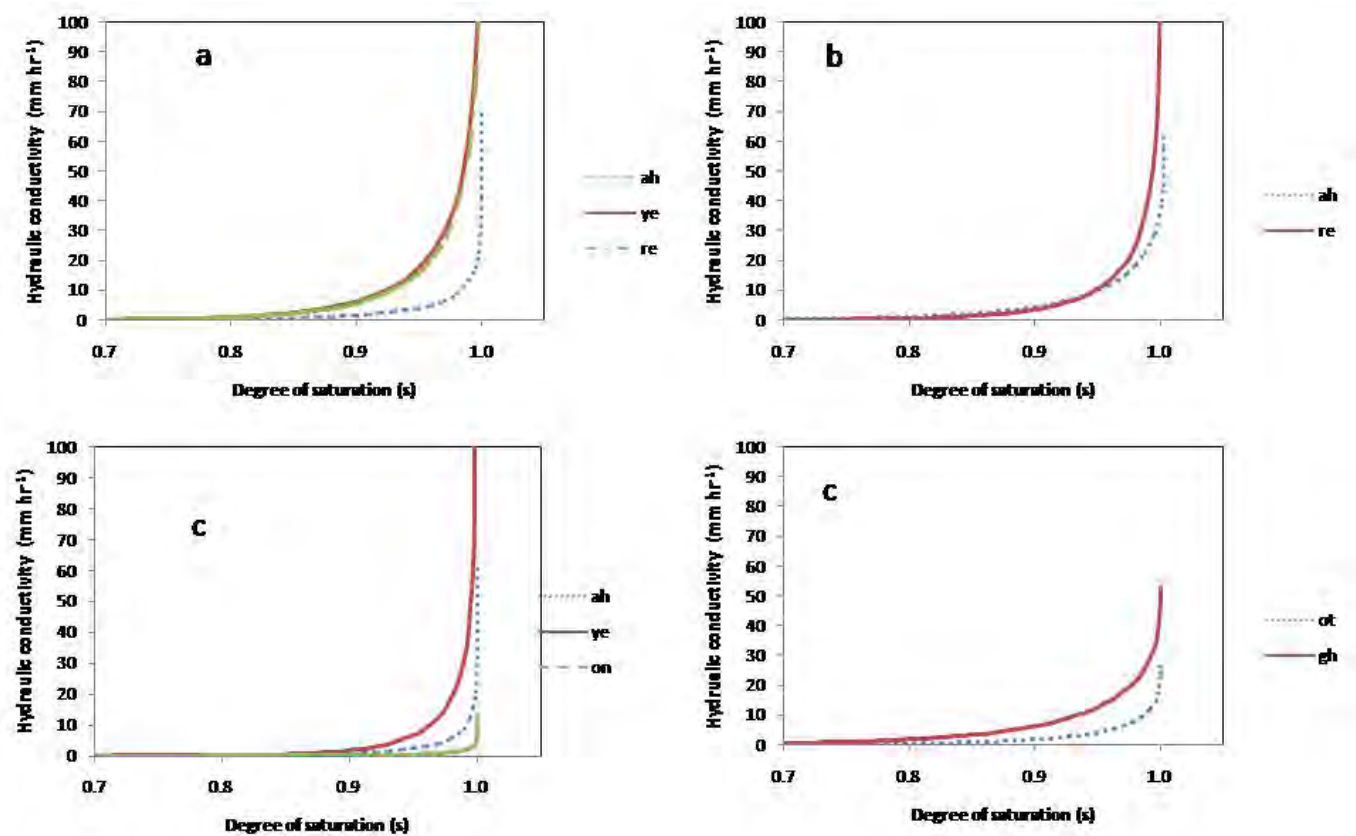 a
Hydraulic conductivity (mm hr⁻¹)
100
90
80
70
60
50
40
30
20
10
0
0.7 0.8 0.9 1.0
Degree of saturation (s)
ah
ye
re
b
Hydraulic conductivity (mm hr⁻¹)
100
90
80
70
60
50
40
30
20
10
0
0.7 0.8 0.9 1.0
Degree of saturation (s)
ah
re
c
Hydraulic conductivity (mm hr⁻¹)
100
90
80
70
60
50
40
30
20
10
0
0.7 0.8 0.9 1.0
Degree of saturation (s)
ah
ye
on
c
Hydrualic conductivity (mm hr⁻¹)
100
90
80
70
60
50
40
30
20
10
0
0.7 0.8 0.9 1.0
Degree of saturation (s)
ot
gh